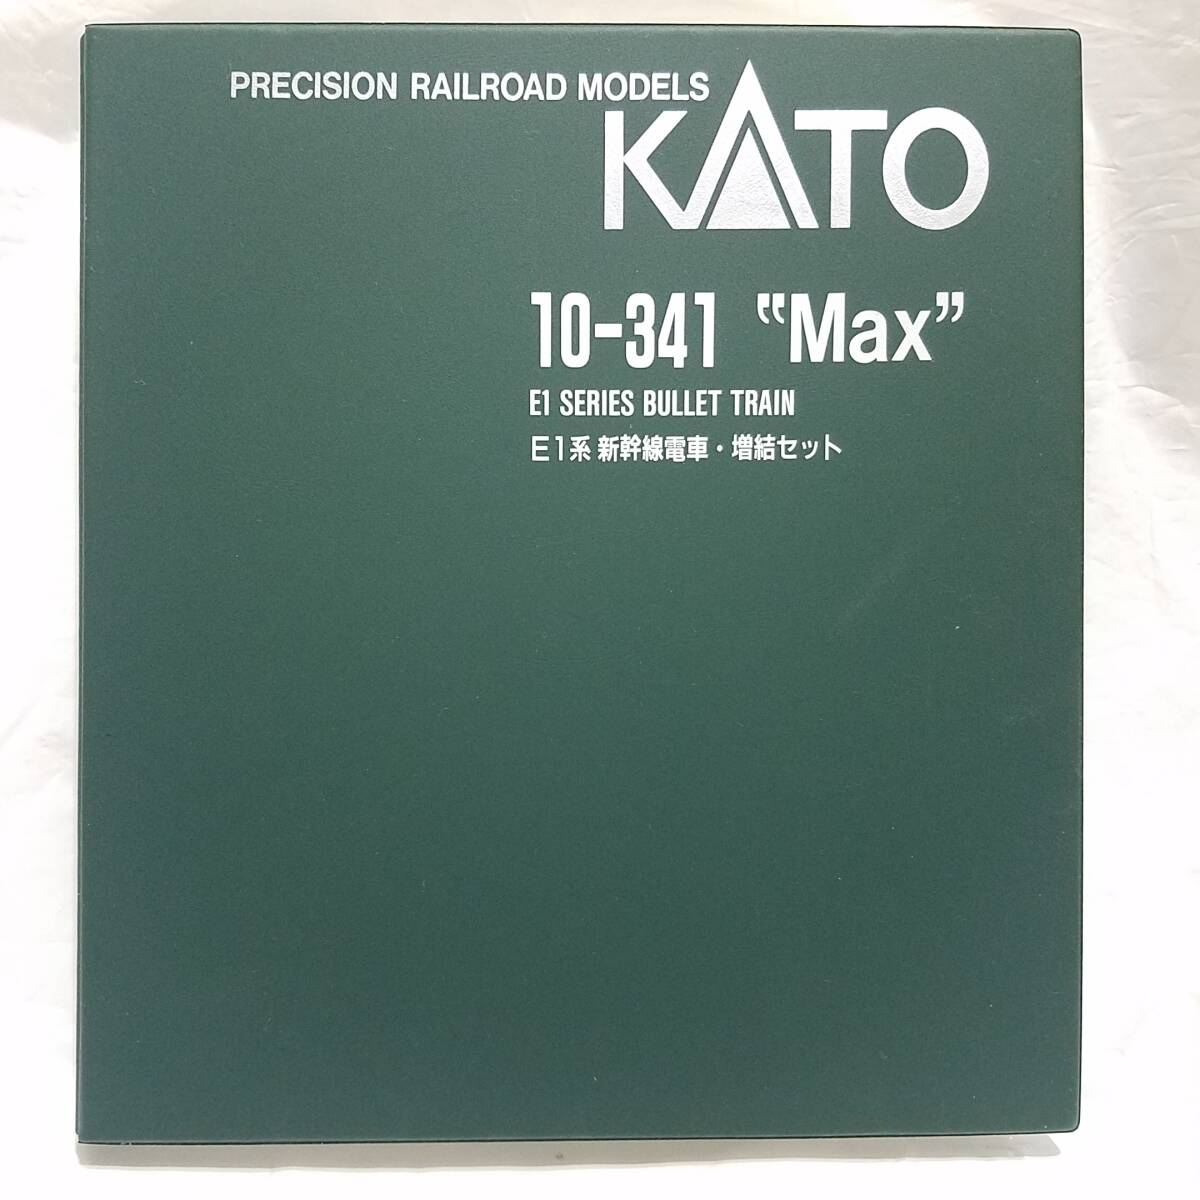 PRECISION RAILROAD MODELS
KATO
10-341 “Max”
E1 SERIES BULLET TRAIN
E1系 新幹線電車・増結セット